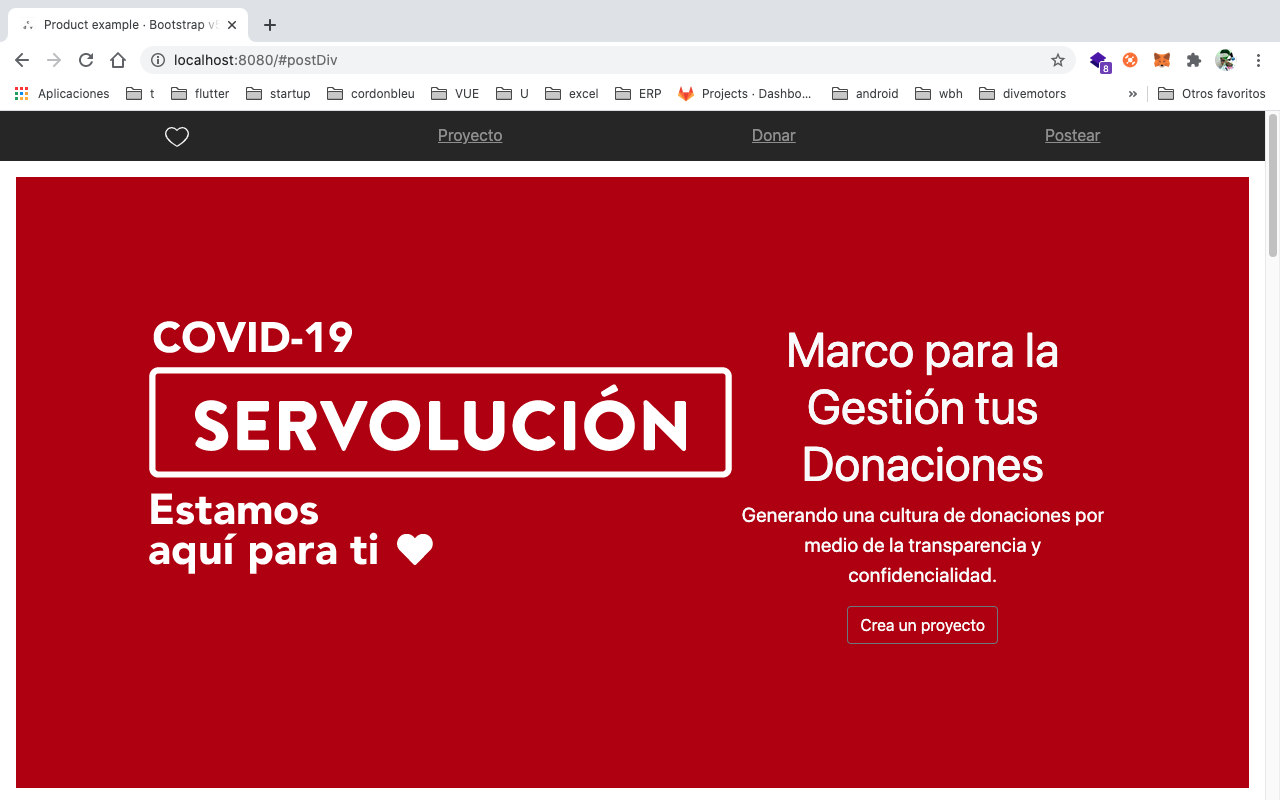 Product example · Bootstrap v
localhost:8080/#postDiv
8
Aplicaciones t flutter startup cordonbleu VUE U excel ERP Projects · Dashbo... android wbh divemotors » Otros favoritos
Proyecto Donar Postear
COVID-19
SERVOLUCIÓN
Estamos
aquí para ti
Marco para la
Gestión tus
Donaciones
Generando una cultura de donaciones por
medio de la transparencia y
confidencialidad.
Crea un proyecto